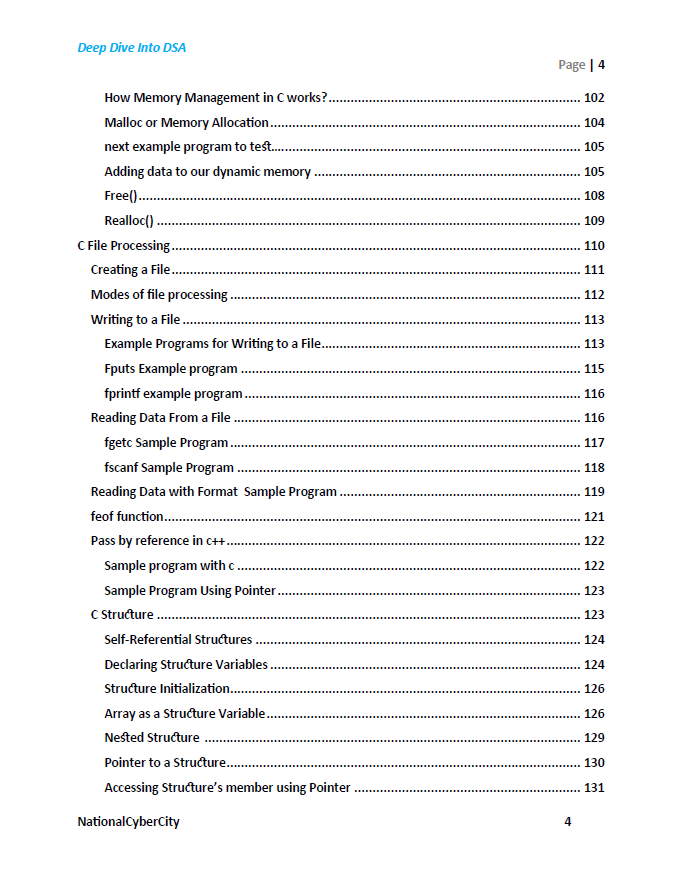 Deep Dive Into DSA
Page | 4
How Memory Management in C works?.............................................................................. 102
Malloc or Memory Allocation................................................................................................ 104
next example program to test............................................................................................... 105
Adding data to our dynamic memory .................................................................................. 105
Free()........................................................................................................................................ 108
Realloc() ................................................................................................................................... 109
C File Processing.............................................................................................................................. 110
Creating a File.............................................................................................................................. 111
Modes of file processing ............................................................................................................ 112
Writing to a File ........................................................................................................................... 113
Example Programs for Writing to a File................................................................................ 113
Fputs Example program ......................................................................................................... 115
fprintf example program........................................................................................................ 116
Reading Data From a File ........................................................................................................... 116
fgetc Sample Program............................................................................................................. 117
fscanf Sample Program .......................................................................................................... 118
Reading Data with Format  Sample Program .......................................................................... 119
feof function................................................................................................................................ 121
Pass by reference in c++............................................................................................................. 122
Sample program with c .......................................................................................................... 122
Sample Program Using Pointer.............................................................................................. 123
C Structure ................................................................................................................................... 123
Self-Referential Structures ..................................................................................................... 124
Declaring Structure Variables ................................................................................................ 124
Structure Initialization............................................................................................................. 126
Array as a Structure Variable.................................................................................................. 126
Nested Structure ..................................................................................................................... 129
Pointer to a Structure.............................................................................................................. 130
Accessing Structure’s member using Pointer ...................................................................... 131
NationalCyberCity 4